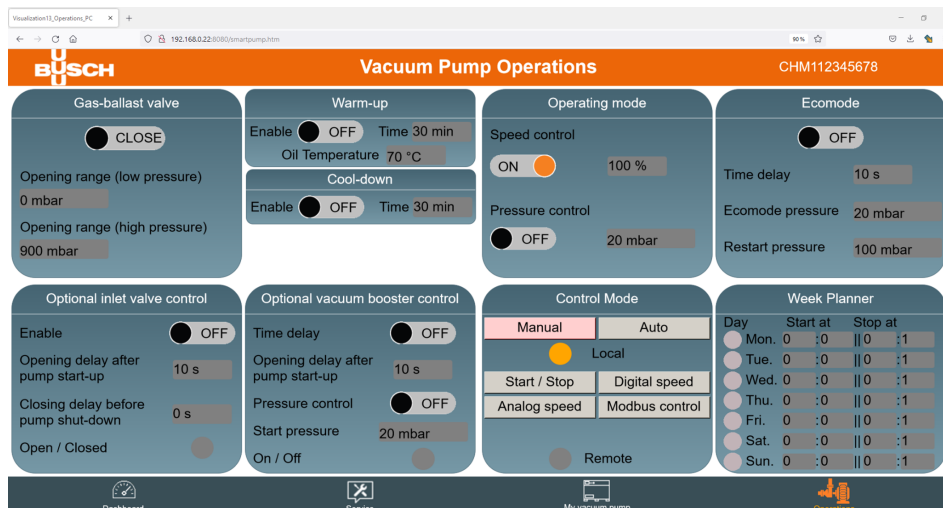 Visualization13_Operations_PC
192.168.0.22:8080/smartpump.htm
90 %
BUSCH
Vacuum Pump Operations
CHM112345678
Gas-ballast valve
CLOSE
Opening range (low pressure)
0 mbar
Opening range (high pressure)
900 mbar
Warm-up
Enable OFF Time 30 min
Oil Temperature 70 °C
Cool-down
Enable OFF Time 30 min
Operating mode
Speed control
ON 100 %
Pressure control
OFF 20 mbar
Ecomode
OFF
Time delay 10 s
Ecomode pressure 20 mbar
Restart pressure 100 mbar
Optional inlet valve control
Enable OFF
Opening delay after
pump start-up 10 s
Closing delay before
pump shut-down 0 s
Open / Closed
Optional vacuum booster control
Time delay OFF
Opening delay after
pump start-up 10 s
Pressure control OFF
Start pressure 20 mbar
On / Off
Control Mode
Manual Auto
Local
Start / Stop Digital speed
Analog speed Modbus control
Remote
Week Planner
Day Start at Stop at
Mon. 0 :0 || 0 :1
Tue. 0 :0 || 0 :1
Wed. 0 :0 || 0 :1
Thu. 0 :0 || 0 :1
Fri. 0 :0 || 0 :1
Sat. 0 :0 || 0 :1
Sun. 0 :0 || 0 :1
Dashboard Service My vacuum pump Operations